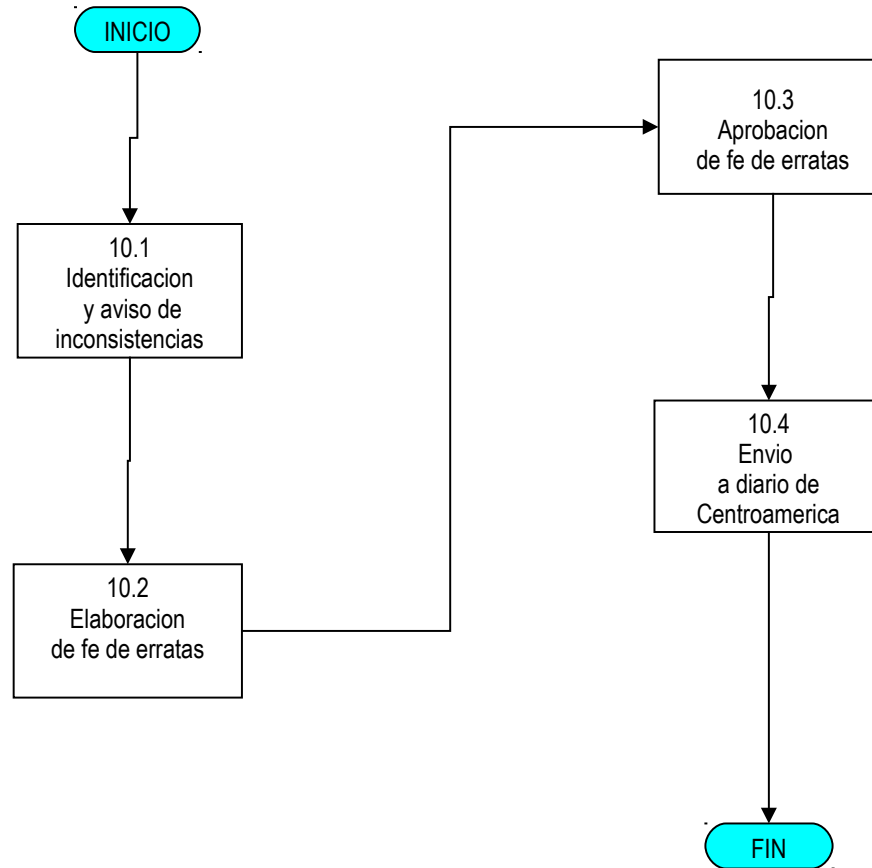 INICIO
10.1
Identificacion
y aviso de
inconsistencias
10.2
Elaboracion
de fe de erratas
10.3
Aprobacion
de fe de erratas
10.4
Envio
a diario de
Centroamerica
FIN